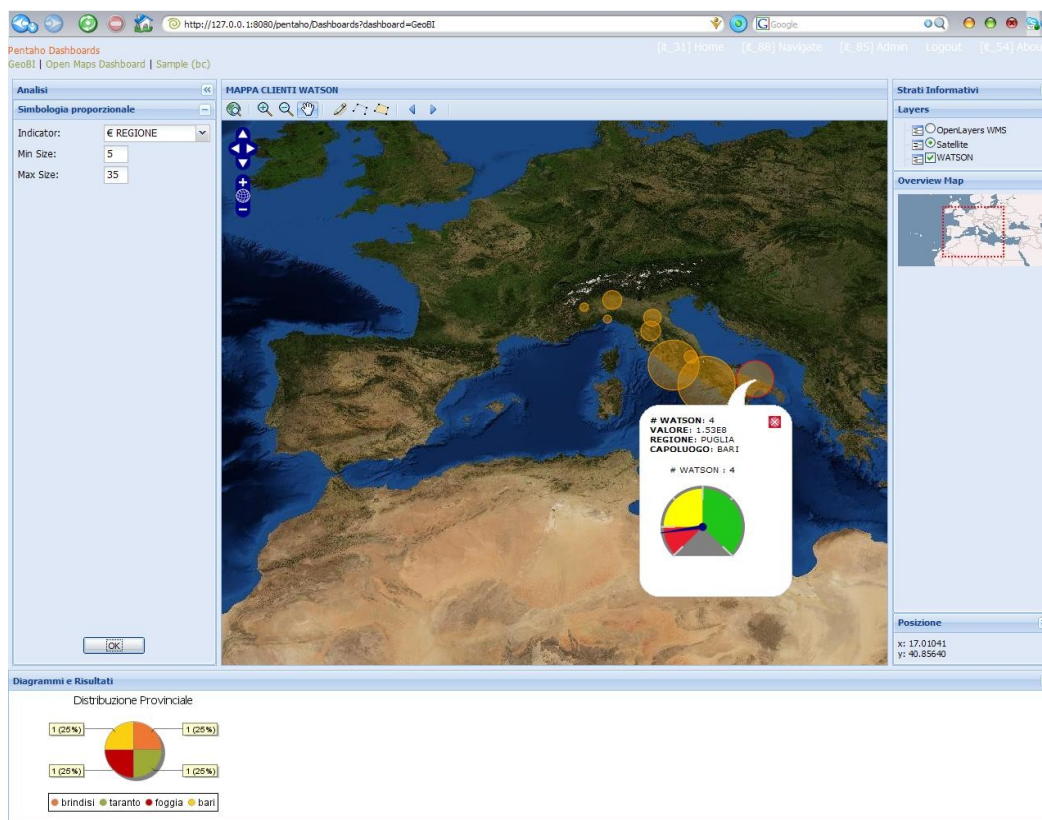 http://127.0.0.1:8080/pentaho/Dashboards?dashboard=GeoBI
Google
Pentaho Dashboards
[it_31] Home [it_88] Navigate [it_85] Admin Logout [it_54] Abou
GeoBI | Open Maps Dashboard | Sample (bc)
Analisi
MAPPA CLIENTI WATSON
Strati Informativi
Simbologia proporzionale
Layers
Indicator: € REGIONE
Min Size: 5
Max Size: 35
OpenLayers WMS
Satellite
WATSON
Overview Map
# WATSON: 4
VALORE: 1.53E8
REGIONE: PUGLIA
CAPOLUOGO: BARI
# WATSON : 4
OK
Posizione
x: 17.01041
y: 40.85640
Diagrammi e Risultati
Distribuzione Provinciale
1 (25%) 1 (25%)
1 (25%) 1 (25%)
brindisi taranto foggia bari